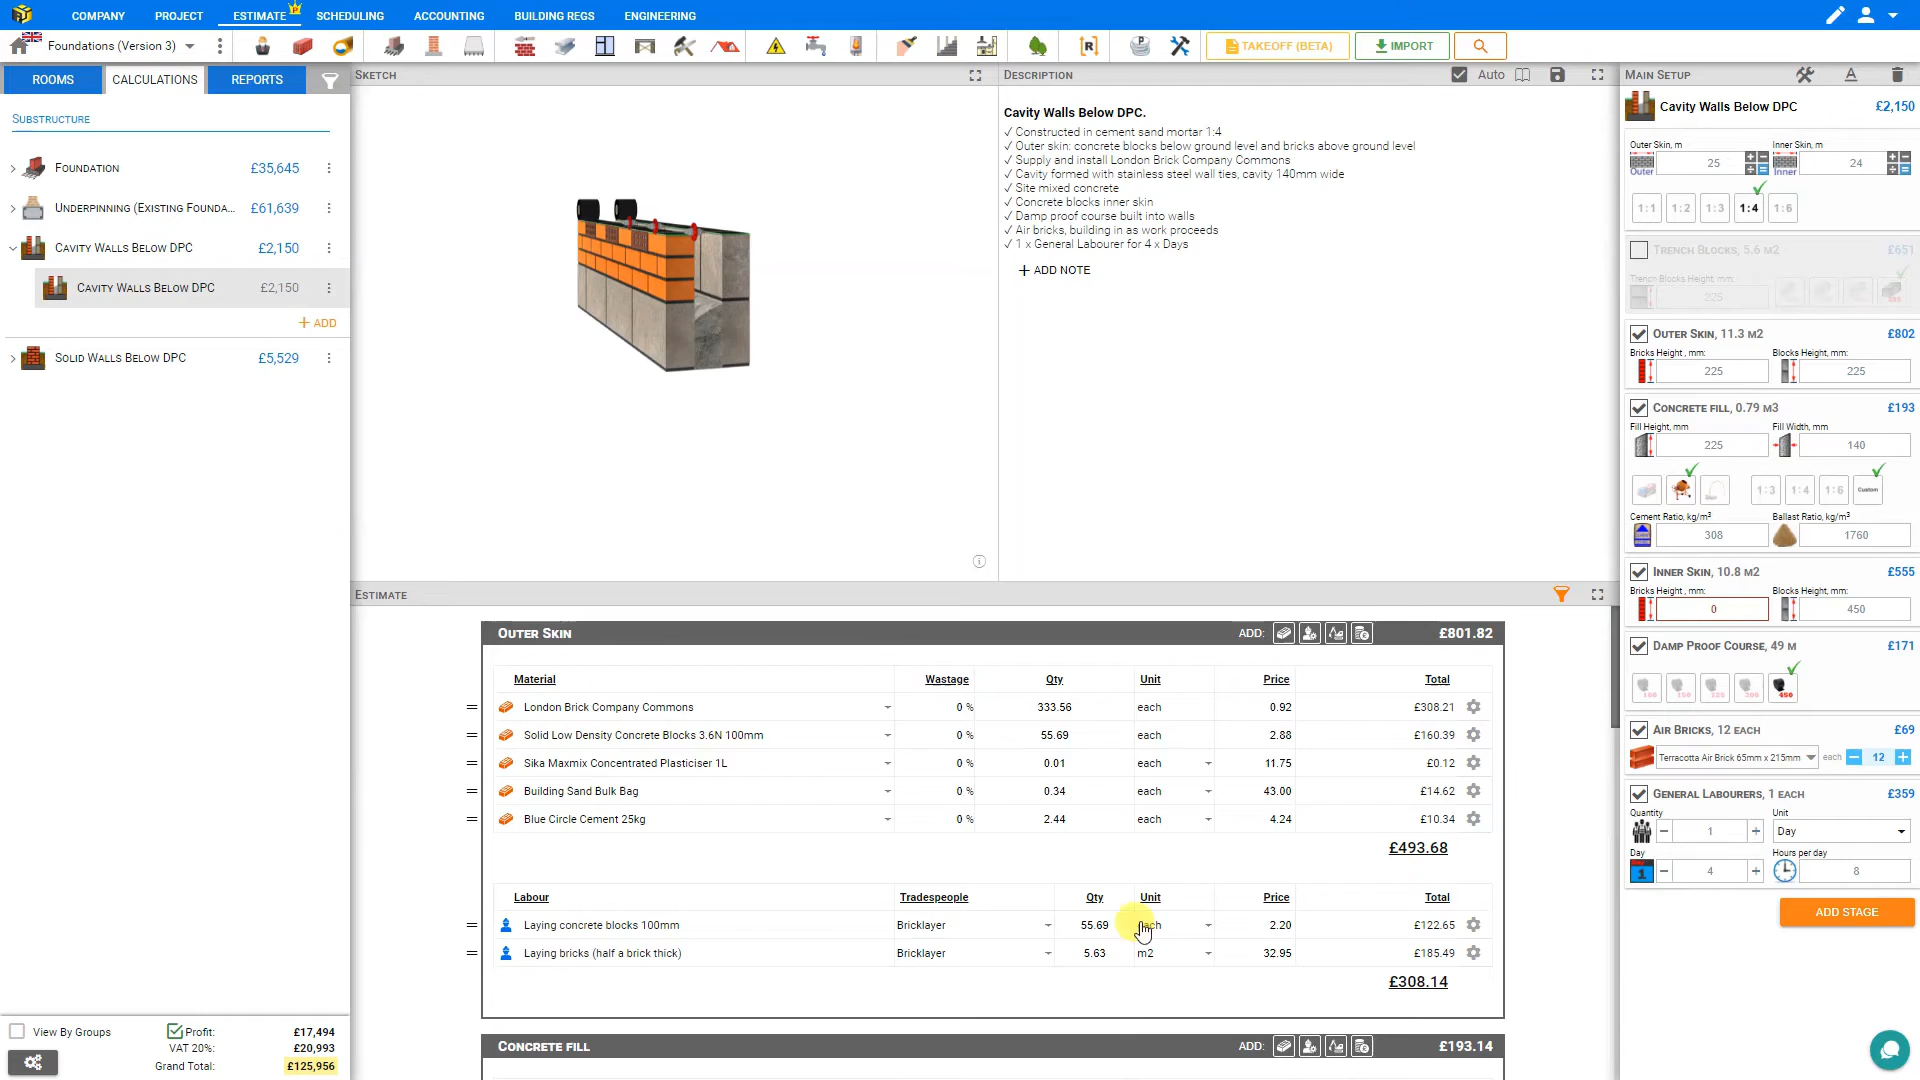 COMPANY PROJECT ESTIMATE SCHEDULING ACCOUNTING BUILDING REGS ENGINEERING
Foundations (Version 3) TAKEOFF (BETA) IMPORT
ROOMS CALCULATIONS REPORTS
SUBSTRUCTURE
FOUNDATION £35,645
UNDERPINNING (EXISTING FOUNDA... £61,639
CAVITY WALLS BELOW DPC £2,150
CAVITY WALLS BELOW DPC £2,150
+ ADD
SOLID WALLS BELOW DPC £5,529
View By Groups
Profit: £17,494
VAT 20%: £20,993
Grand Total: £125,956
SKETCH
DESCRIPTION Auto
Cavity Walls Below DPC.
✓ Constructed in cement sand mortar 1:4
✓ Outer skin: concrete blocks below ground level and bricks above ground level
✓ Supply and install London Brick Company Commons
✓ Cavity formed with stainless steel wall ties, cavity 140mm wide
✓ Site mixed concrete
✓ Concrete blocks inner skin
✓ Damp proof course built into walls
✓ Air bricks, building in as work proceeds
✓ 1 x General Labourer for 4 x Days
+ ADD NOTE
ESTIMATE
OUTER SKIN ADD: £801.82
Material Wastage Qty Unit Price Total
London Brick Company Commons 0 % 333.56 each 0.92 £308.21
Solid Low Density Concrete Blocks 3.6N 100mm 0 % 55.69 each 2.88 £160.39
Sika Maxmix Concentrated Plasticiser 1L 0 % 0.01 each 11.75 £0.12
Building Sand Bulk Bag 0 % 0.34 each 43.00 £14.62
Blue Circle Cement 25kg 0 % 2.44 each 4.24 £10.34
£493.68
Labour Tradespeople Qty Unit Price Total
Laying concrete blocks 100mm Bricklayer 55.69 each 2.20 £122.65
Laying bricks (half a brick thick) Bricklayer 5.63 m2 32.95 £185.49
£308.14
CONCRETE FILL ADD: £193.14
MAIN SETUP
Cavity Walls Below DPC £2,150
Outer Skin, m Inner Skin, m
Outer 25 Inner 24
1:1 1:2 1:3 1:4 1:6
TRENCH BLOCKS, 5.6 M2 £651
Trench Blocks Height, mm:
225
OUTER SKIN, 11.3 M2 £802
Bricks Height , mm: Blocks Height, mm:
225 225
CONCRETE FILL, 0.79 M3 £193
Fill Height, mm Fill Width, mm
225 140
1:3 1:4 1:6 Custom
Cement Ratio, kg/m³ Ballast Ratio, kg/m³
308 1760
INNER SKIN, 10.8 M2 £555
Bricks Height , mm: Blocks Height, mm:
0 450
DAMP PROOF COURSE, 49 M £171
100 150 225 300 450
AIR BRICKS, 12 EACH £69
Terracotta Air Brick 65mm x 215mm each 12
GENERAL LABOURERS, 1 EACH £359
Quantity Unit
1 Day
Day Hours per day
1 4 8
ADD STAGE